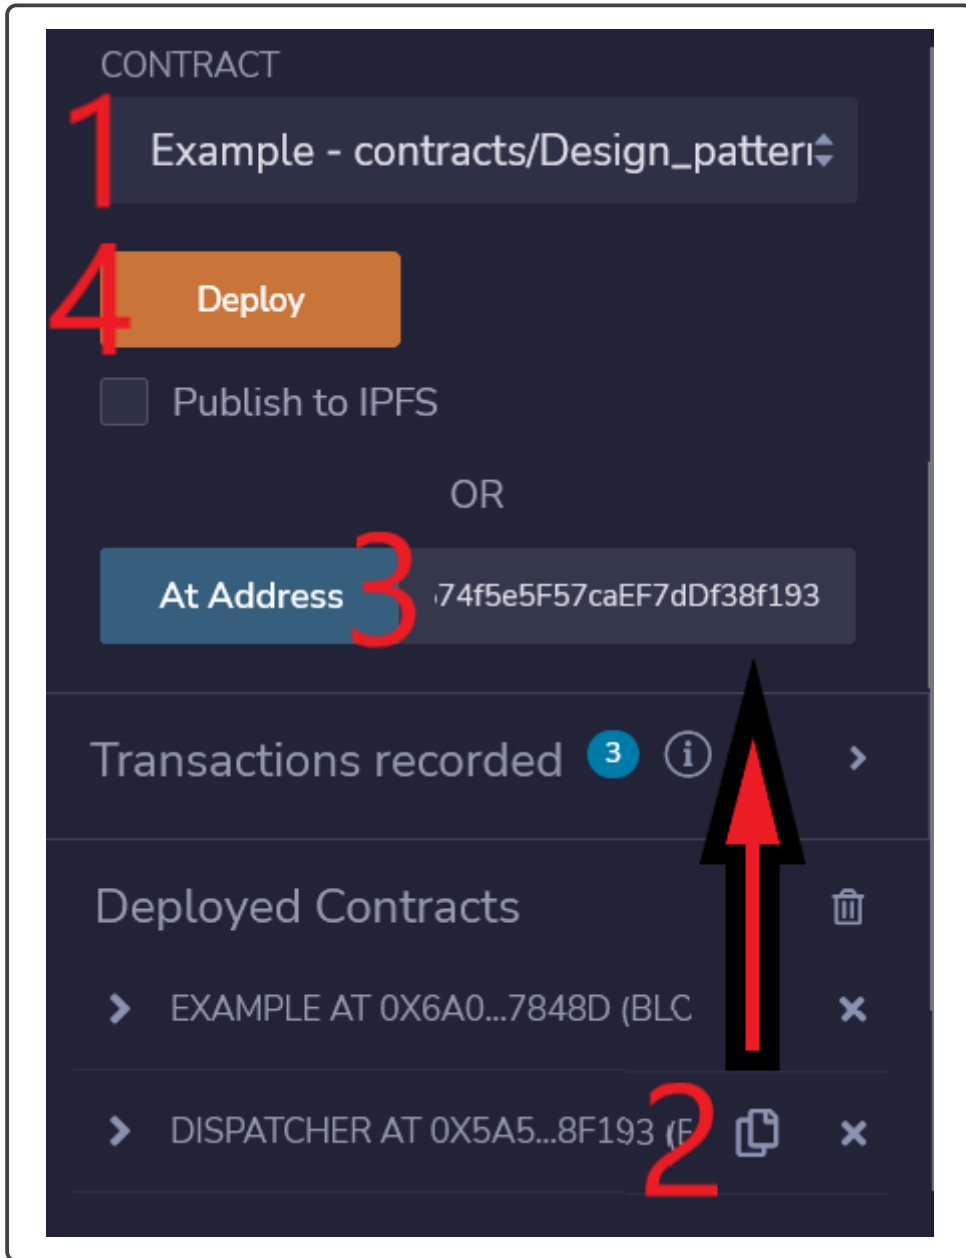 CONTRACT
1
Example - contracts/Design_pattern
4
Deploy
Publish to IPFS
OR
At Address 3 74f5e5F57caEF7dDf38f193
Transactions recorded 3 i
Deployed Contracts
EXAMPLE AT 0X6A0...7848D (BLC
DISPATCHER AT 0X5A5...8F193 (E 2